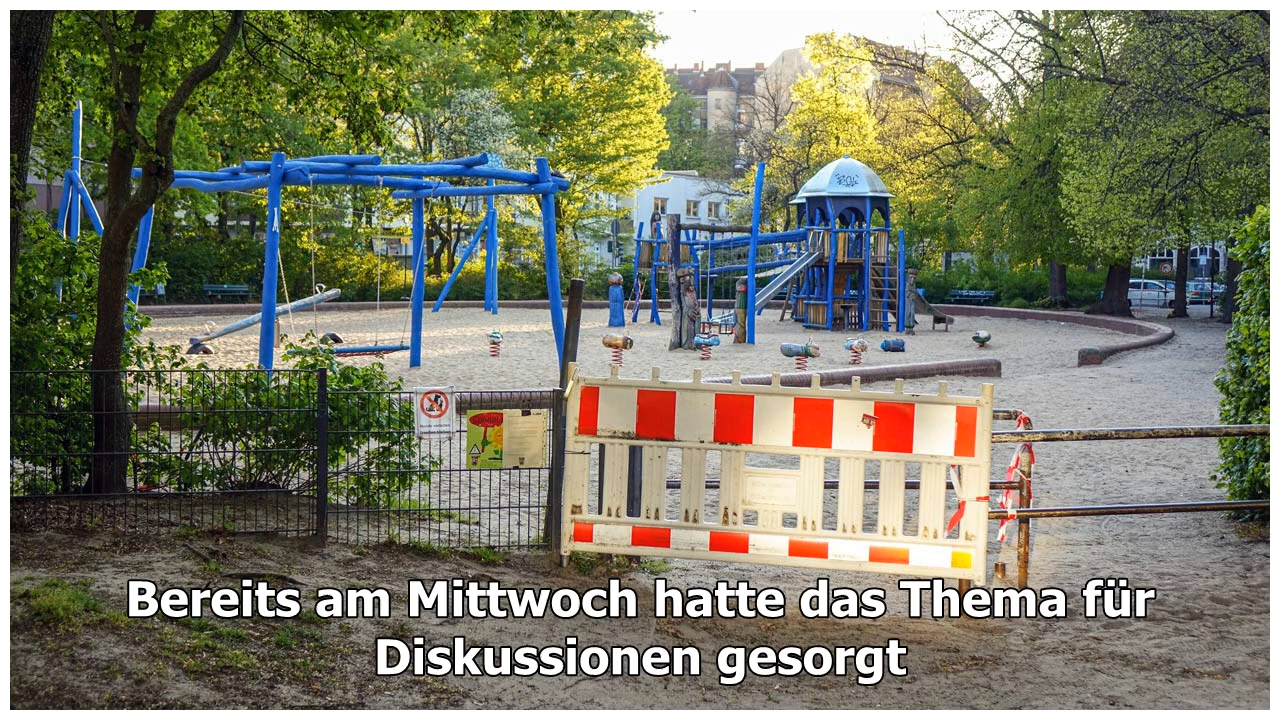 Bereits am Mittwoch hatte das Thema für
Diskussionen gesorgt